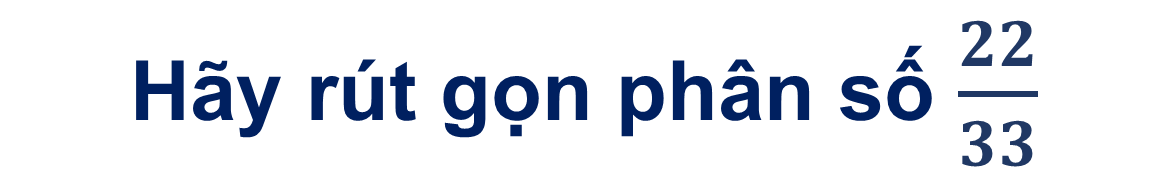 Hãy rút gọn phân số 22/33